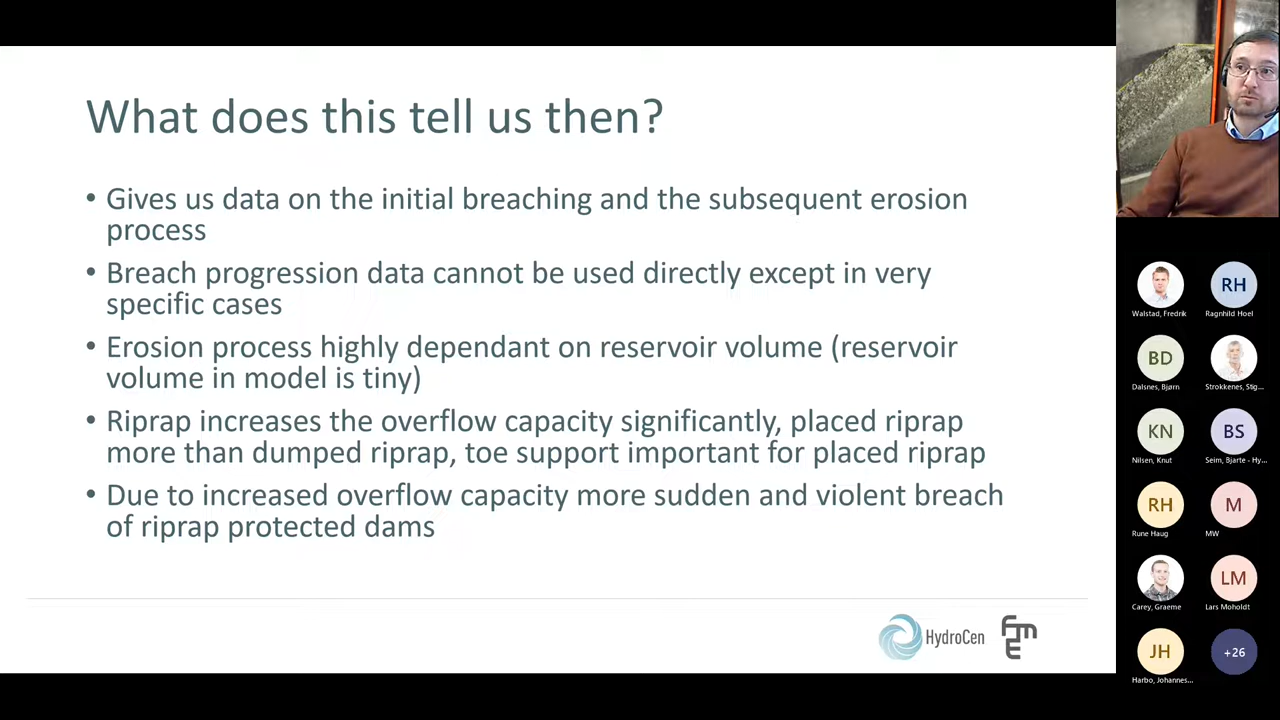 What does this tell us then?
• Gives us data on the initial breaching and the subsequent erosion
process
• Breach progression data cannot be used directly except in very
specific cases
• Erosion process highly dependant on reservoir volume (reservoir
volume in model is tiny)
• Riprap increases the overflow capacity significantly, placed riprap
more than dumped riprap, toe support important for placed riprap
• Due to increased overflow capacity more sudden and violent breach
of riprap protected dams
HydroCen
FME
RH
Walstad, Fredrik
Ragnhild Hoel
BD
Dalsnes, Bjørn
Strokkenes, Stig...
KN
BS
Nilsen, Knut
Seim, Bjarte - Hy...
RH
M
Rune Haug
MW
LM
Carey, Graeme
Lars Moholdt
JH
+26
Harbo, Johannes...